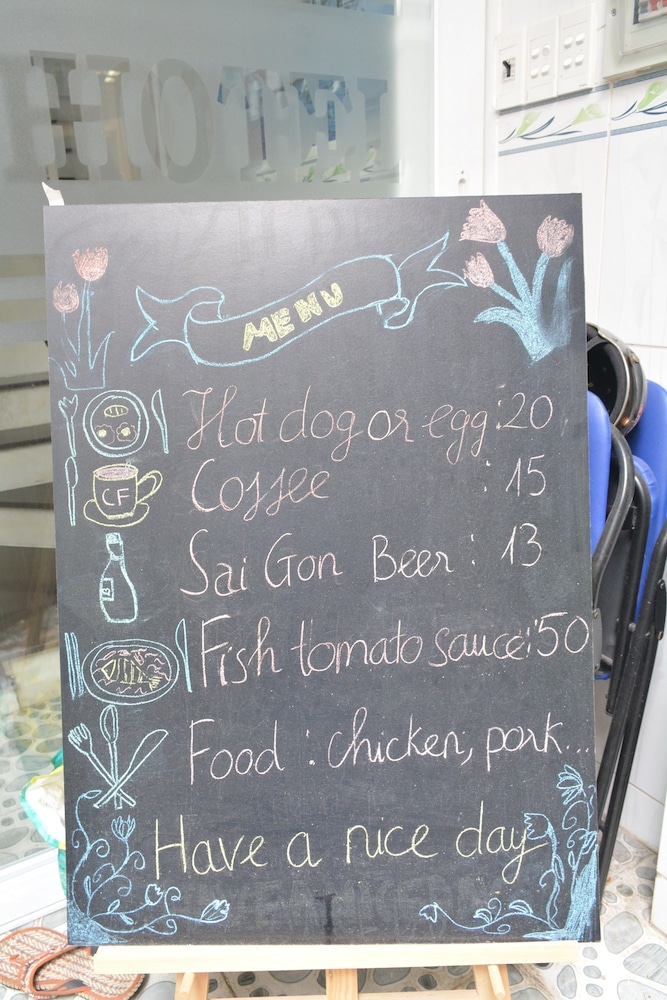 HOTEL
MENU
Hot dog or egg : 20
CF
Coffee : 15
Sai Gon Beer : 13
B
Fish tomato sauce : 50
Food : chicken, pork...
Have a nice day